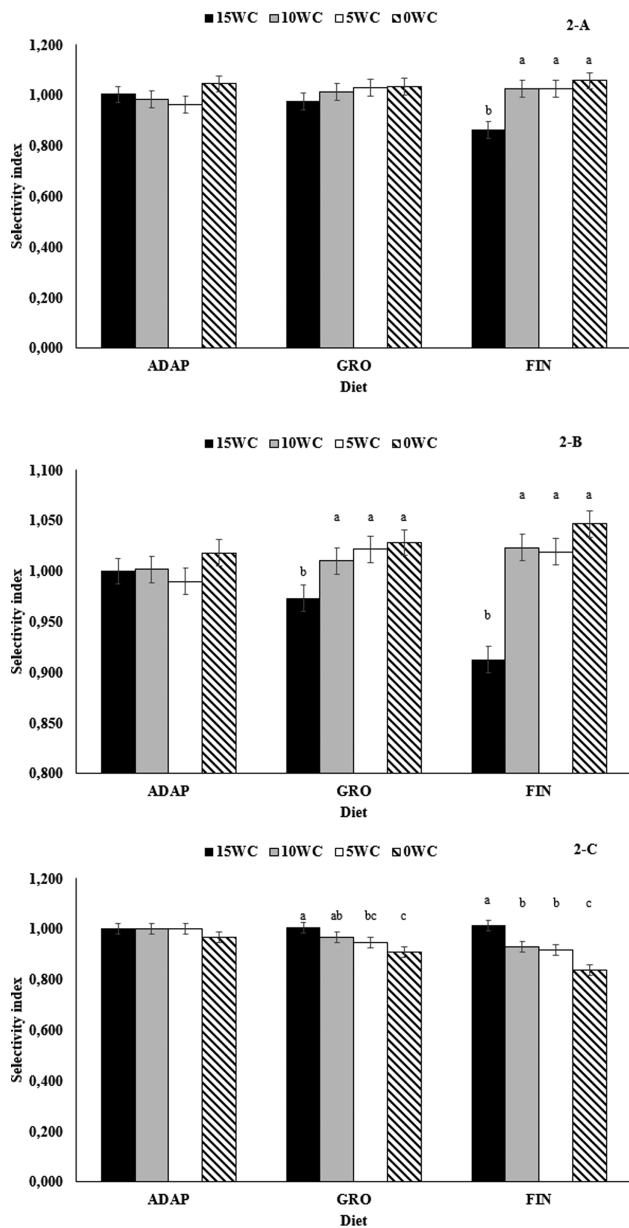 15WC 10WC 5WC 0WC
2-A
1,200
1,000
0,800
0,600
0,400
0,200
0,000
Selectivity index
b a a a
ADAP GRO FIN
Diet
15WC 10WC 5WC 0WC
2-B
1,100
1,050
1,000
0,950
0,900
0,850
0,800
Selectivity index
b a a a b a a a
ADAP GRO FIN
Diet
15WC 10WC 5WC 0WC
2-C
1,200
1,000
0,800
0,600
0,400
0,200
0,000
Selectivity index
a ab bc c a b b c
ADAP GRO FIN
Diet